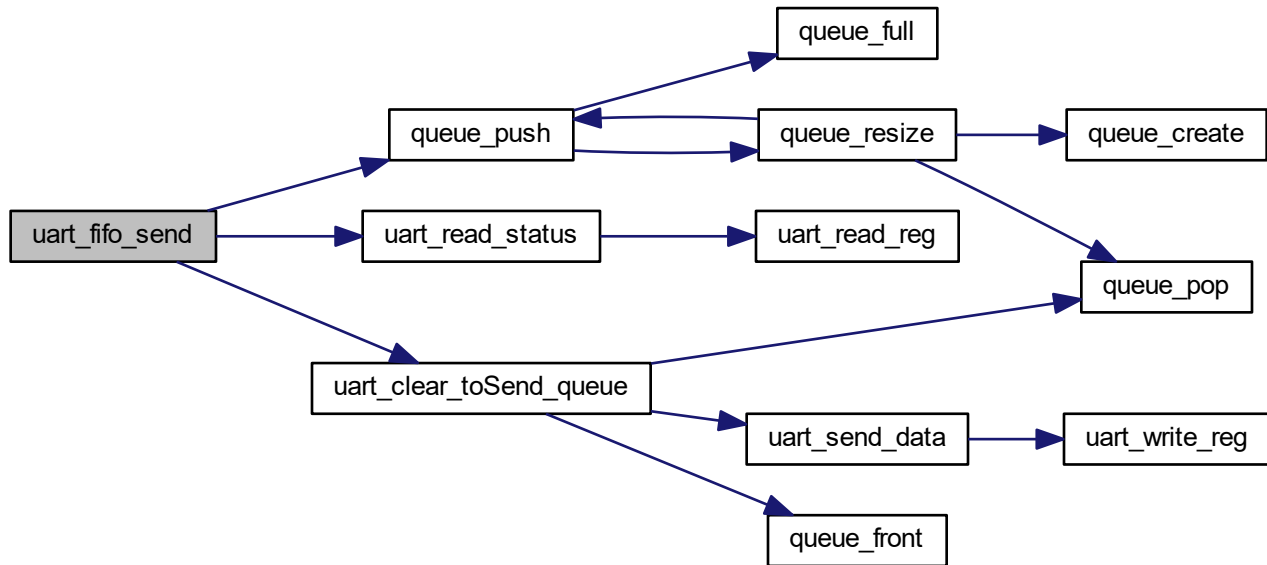 queue_full
queue_push
queue_resize
queue_create
uart_fifo_send
uart_read_status
uart_read_reg
queue_pop
uart_clear_toSend_queue
uart_send_data
uart_write_reg
queue_front